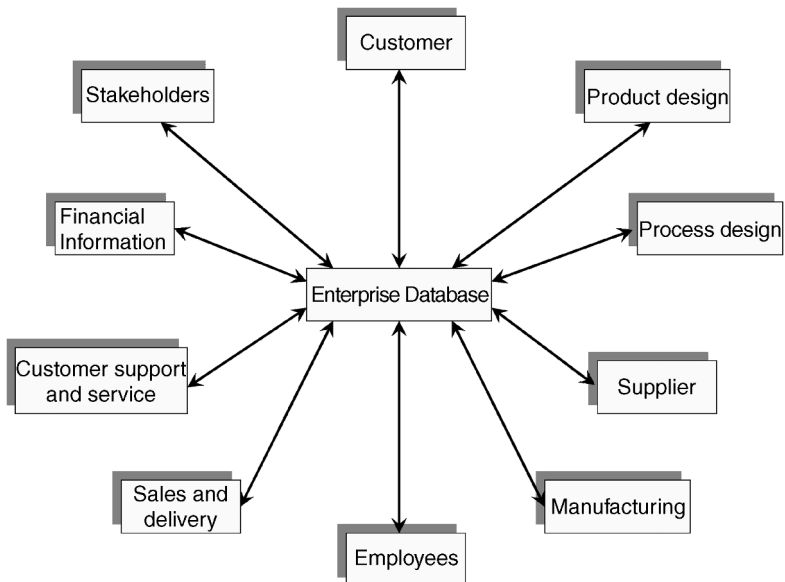 Customer
Stakeholders
Product design
Financial
Information
Process design
Enterprise Database
Customer support
and service
Supplier
Sales and
delivery
Manufacturing
Employees